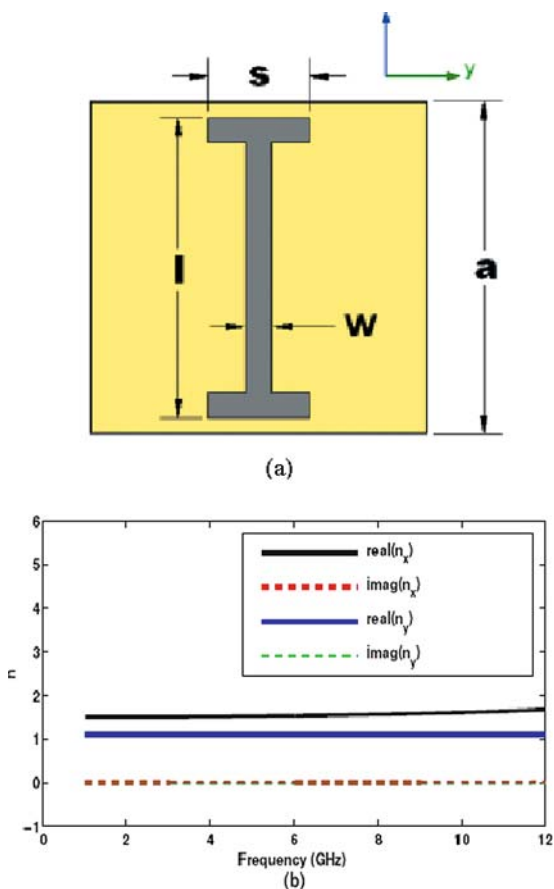 s
y
l
a
w
(a)
6
5
4
3
2
1
0
−1
n
real(nx)
imag(nx)
real(ny)
imag(ny)
0 2 4 6 8 10 12
Frequency (GHz)
(b)